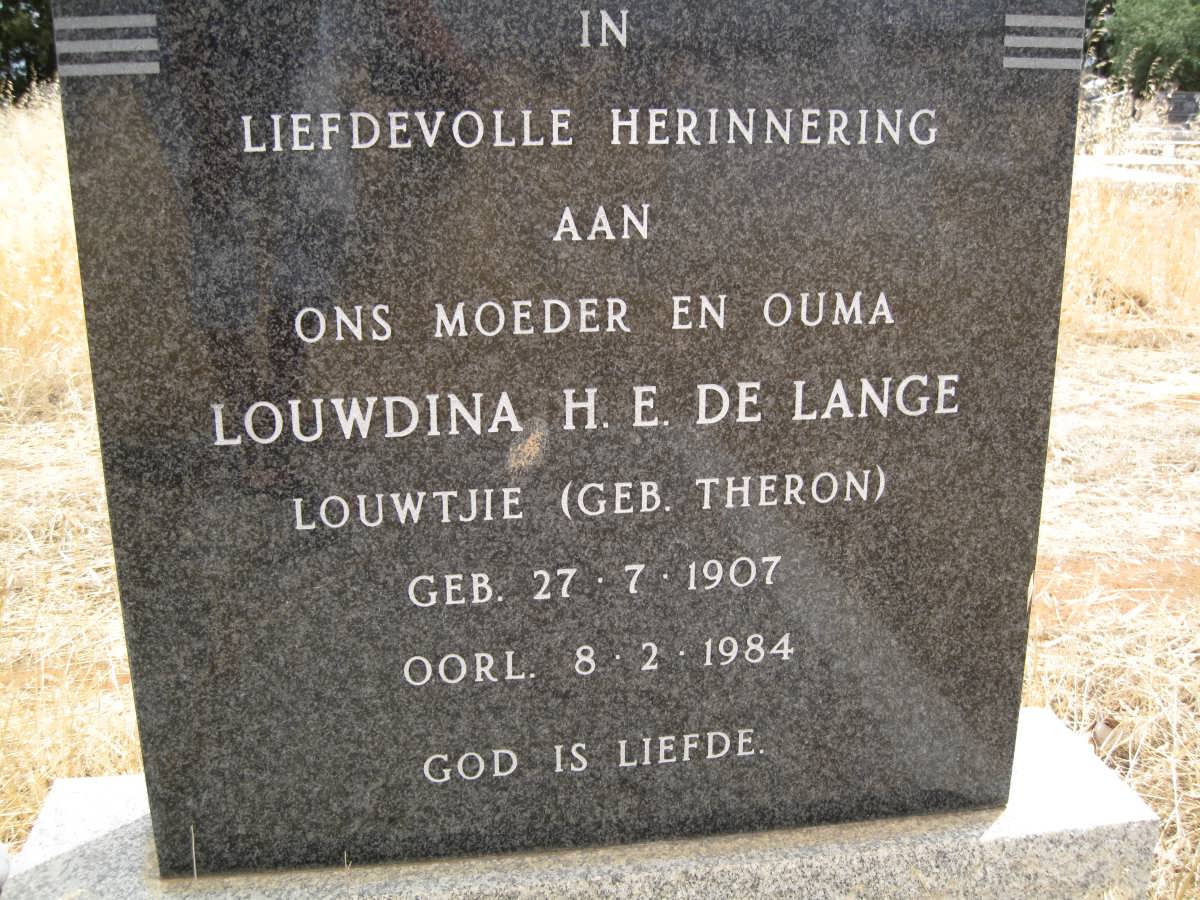 IN
LIEFDEVOLLE HERINNERING
AAN
ONS MOEDER EN OUMA
LOUWDINA H. E. DE LANGE
LOUWTJIE (GEB. THERON)
GEB. 27 · 7 · 1907
OORL. 8 · 2 · 1984
GOD IS LIEFDE.